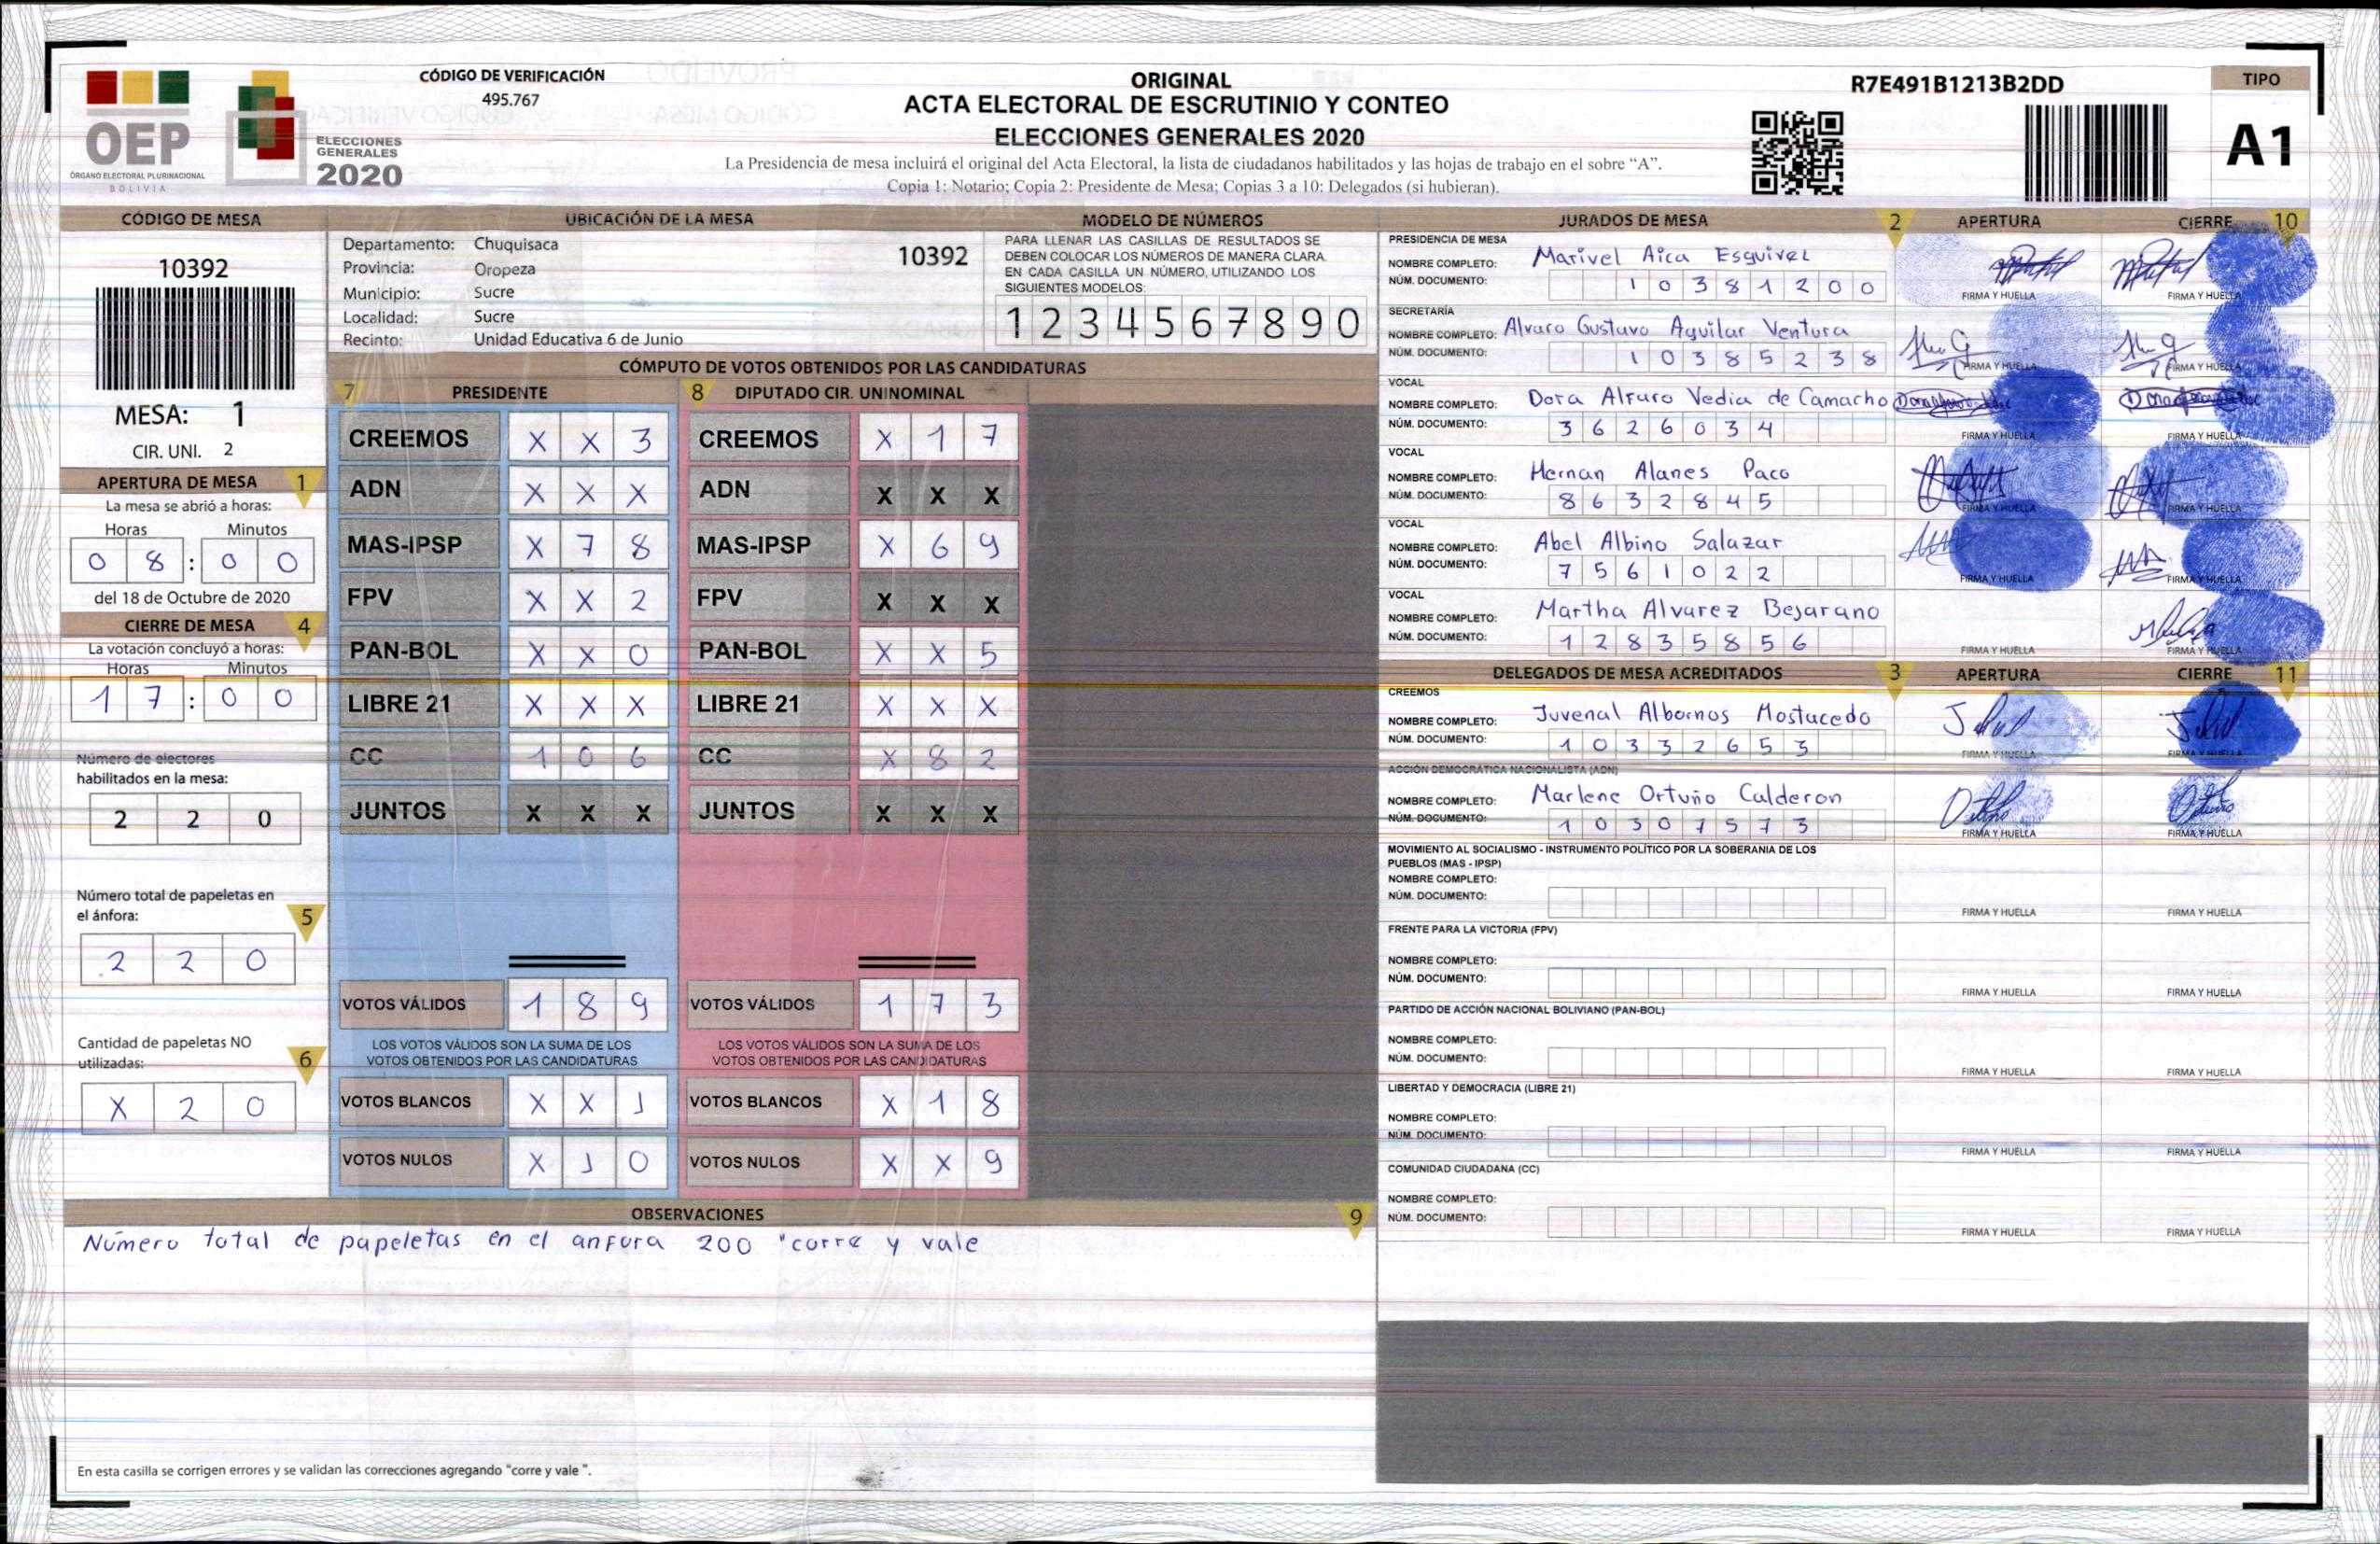 OEP
ÓRGANO ELECTORAL PLURINACIONAL
BOLIVIA
ELECCIONES
GENERALES
2020
CÓDIGO DE VERIFICACIÓN
495.767
ORIGINAL
ACTA ELECTORAL DE ESCRUTINIO Y CONTEO
ELECCIONES GENERALES 2020
La Presidencia de mesa incluirá el original del Acta Electoral, la lista de ciudadanos habilitados y las hojas de trabajo en el sobre “A”.
Copia 1: Notario; Copia 2: Presidente de Mesa; Copias 3 a 10: Delegados (si hubieran).
R7E491B1213B2DD
TIPO
A1
CÓDIGO DE MESA
10392
MESA: 1
CIR. UNI. 2
APERTURA DE MESA 1
La mesa se abrió a horas:
Horas Minutos
0 8 : 0 0
del 18 de Octubre de 2020
CIERRE DE MESA 4
La votación concluyó a horas:
Horas Minutos
1 7 : 0 0
Número de electores
habilitados en la mesa:
2 2 0
Número total de papeletas en
el ánfora: 5
2 2 0
Cantidad de papeletas NO
utilizadas: 6
X 2 0
UBICACIÓN DE LA MESA
Departamento: Chuquisaca
Provincia: Oropeza
Municipio: Sucre
Localidad: Sucre
Recinto: Unidad Educativa 6 de Junio
10392
MODELO DE NÚMEROS
PARA LLENAR LAS CASILLAS DE RESULTADOS SE
DEBEN COLOCAR LOS NÚMEROS DE MANERA CLARA.
EN CADA CASILLA UN NÚMERO, UTILIZANDO LOS
SIGUIENTES MODELOS:
1 2 3 4 5 6 7 8 9 0
CÓMPUTO DE VOTOS OBTENIDOS POR LAS CANDIDATURAS
7 PRESIDENTE
CREEMOS X X 3
ADN X X X
MAS-IPSP X 7 8
FPV X X 2
PAN-BOL X X 0
LIBRE 21 X X X
CC 1 0 6
JUNTOS X X X
VOTOS VÁLIDOS 1 8 9
LOS VOTOS VÁLIDOS SON LA SUMA DE LOS
VOTOS OBTENIDOS POR LAS CANDIDATURAS
VOTOS BLANCOS X X 1
VOTOS NULOS X 1 0
8 DIPUTADO CIR. UNINOMINAL
CREEMOS X 1 7
ADN X X X
MAS-IPSP X 6 9
FPV X X X
PAN-BOL X X 5
LIBRE 21 X X X
CC X 8 2
JUNTOS X X X
VOTOS VÁLIDOS 1 7 3
LOS VOTOS VÁLIDOS SON LA SUMA DE LOS
VOTOS OBTENIDOS POR LAS CANDIDATURAS
VOTOS BLANCOS X 1 8
VOTOS NULOS X X 9
OBSERVACIONES 9
Número total de papeletas en el anfora 200 "corre y vale
En esta casilla se corrigen errores y se validan las correcciones agregando "corre y vale ".
JURADOS DE MESA 2 APERTURA CIERRE 10
PRESIDENCIA DE MESA
NOMBRE COMPLETO: Marivel Aica Esquivel
NÚM. DOCUMENTO: 1 0 3 8 1 2 0 0
FIRMA Y HUELLA FIRMA Y HUELLA
SECRETARÍA
NOMBRE COMPLETO: Alvaro Gustavo Aguilar Ventura
NÚM. DOCUMENTO: 1 0 3 8 5 2 3 8
FIRMA Y HUELLA FIRMA Y HUELLA
VOCAL
NOMBRE COMPLETO: Dora Alfaro Vedia de Camacho
NÚM. DOCUMENTO: 3 6 2 6 0 3 4
FIRMA Y HUELLA FIRMA Y HUELLA
VOCAL
NOMBRE COMPLETO: Hernan Alanes Paco
NÚM. DOCUMENTO: 8 6 3 2 8 4 5
FIRMA Y HUELLA FIRMA Y HUELLA
VOCAL
NOMBRE COMPLETO: Abel Albino Salazar
NÚM. DOCUMENTO: 7 5 6 1 0 2 2
FIRMA Y HUELLA FIRMA Y HUELLA
VOCAL
NOMBRE COMPLETO: Martha Alvarez Bejarano
NÚM. DOCUMENTO: 1 2 8 3 5 8 5 6
FIRMA Y HUELLA FIRMA Y HUELLA
DELEGADOS DE MESA ACREDITADOS 3 APERTURA CIERRE 11
CREEMOS
NOMBRE COMPLETO: Juvenal Albornos Mostacedo
NÚM. DOCUMENTO: 1 0 3 3 2 6 5 3
FIRMA Y HUELLA FIRMA Y HUELLA
ACCIÓN DEMOCRÁTICA NACIONALISTA (ADN)
NOMBRE COMPLETO: Marlene Ortuño Calderon
NÚM. DOCUMENTO: 1 0 3 0 7 5 7 3
FIRMA Y HUELLA FIRMA Y HUELLA
MOVIMIENTO AL SOCIALISMO - INSTRUMENTO POLÍTICO POR LA SOBERANIA DE LOS
PUEBLOS (MAS - IPSP)
NOMBRE COMPLETO:
NÚM. DOCUMENTO:
FIRMA Y HUELLA FIRMA Y HUELLA
FRENTE PARA LA VICTORIA (FPV)
NOMBRE COMPLETO:
NÚM. DOCUMENTO:
FIRMA Y HUELLA FIRMA Y HUELLA
PARTIDO DE ACCIÓN NACIONAL BOLIVIANO (PAN-BOL)
NOMBRE COMPLETO:
NÚM. DOCUMENTO:
FIRMA Y HUELLA FIRMA Y HUELLA
LIBERTAD Y DEMOCRACIA (LIBRE 21)
NOMBRE COMPLETO:
NÚM. DOCUMENTO:
FIRMA Y HUELLA FIRMA Y HUELLA
COMUNIDAD CIUDADANA (CC)
NOMBRE COMPLETO:
NÚM. DOCUMENTO:
FIRMA Y HUELLA FIRMA Y HUELLA